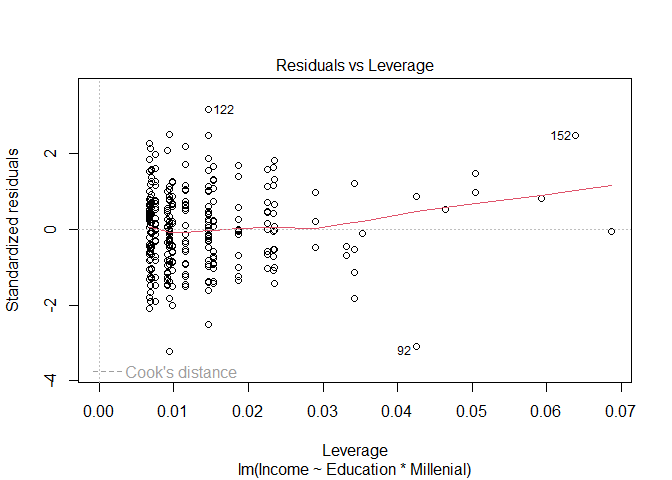 Residuals vs Leverage
Standardized residuals
2
0
-2
-4
122
152
92
Cook's distance
0.00 0.01 0.02 0.03 0.04 0.05 0.06 0.07
Leverage
lm(Income ~ Education * Millenial)